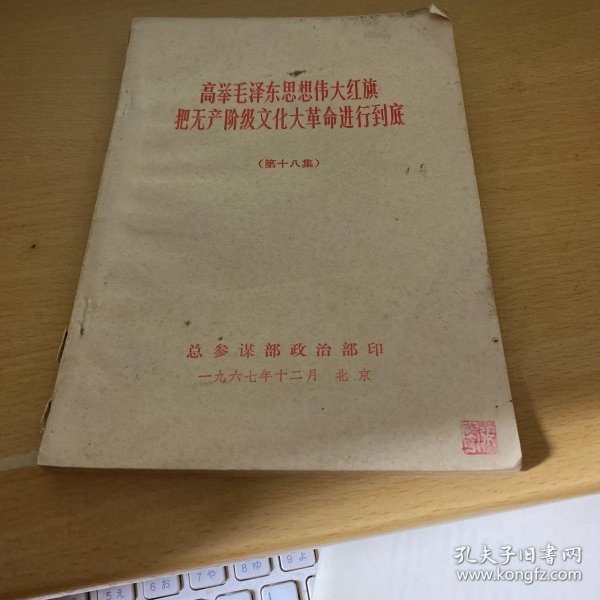 高举毛泽东思想伟大红旗
把无产阶级文化大革命进行到底
（第十八集）
总参谋部政治部印
一九六七年十二月 北京
孔夫子旧书网
www.kongfz.com